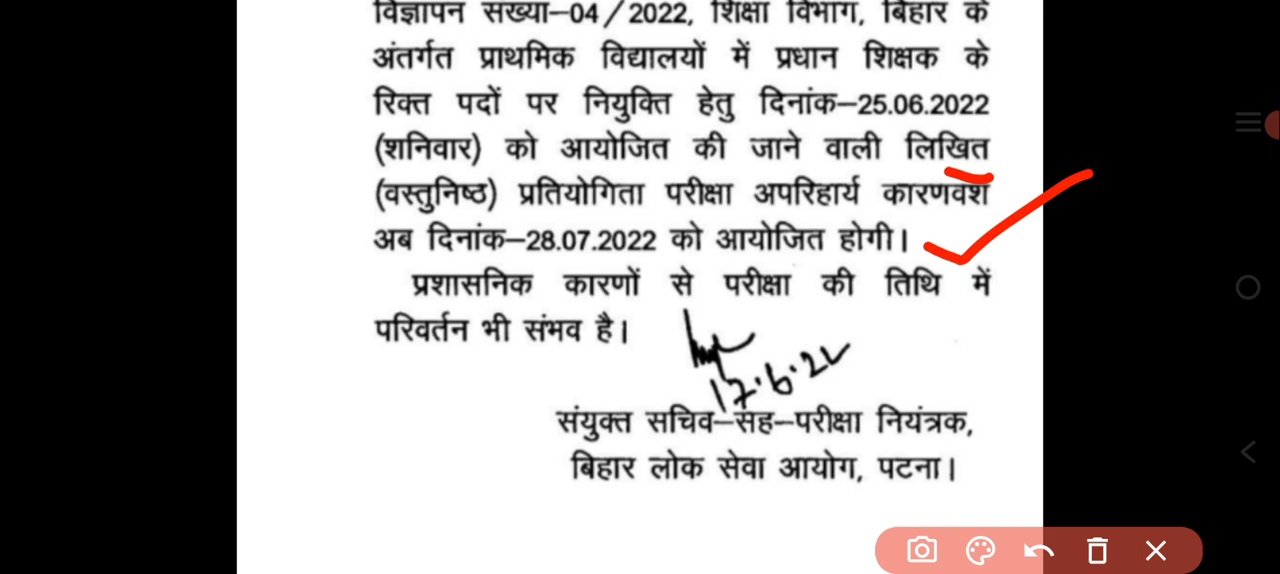 विज्ञापन सख्या–04/2022, शिक्षा विभाग, बिहार के
अंतर्गत प्राथमिक विद्यालयों में प्रधान शिक्षक के
रिक्त पदों पर नियुक्ति हेतु दिनांक–25.06.2022
(शनिवार) को आयोजित की जाने वाली लिखित
(वस्तुनिष्ठ) प्रतियोगिता परीक्षा अपरिहार्य कारणवश
अब दिनांक–28.07.2022 को आयोजित होगी।
प्रशासनिक कारणों से परीक्षा की तिथि में
परिवर्तन भी संभव है।
17.6.22
संयुक्त सचिव–सह–परीक्षा नियंत्रक,
बिहार लोक सेवा आयोग, पटना।